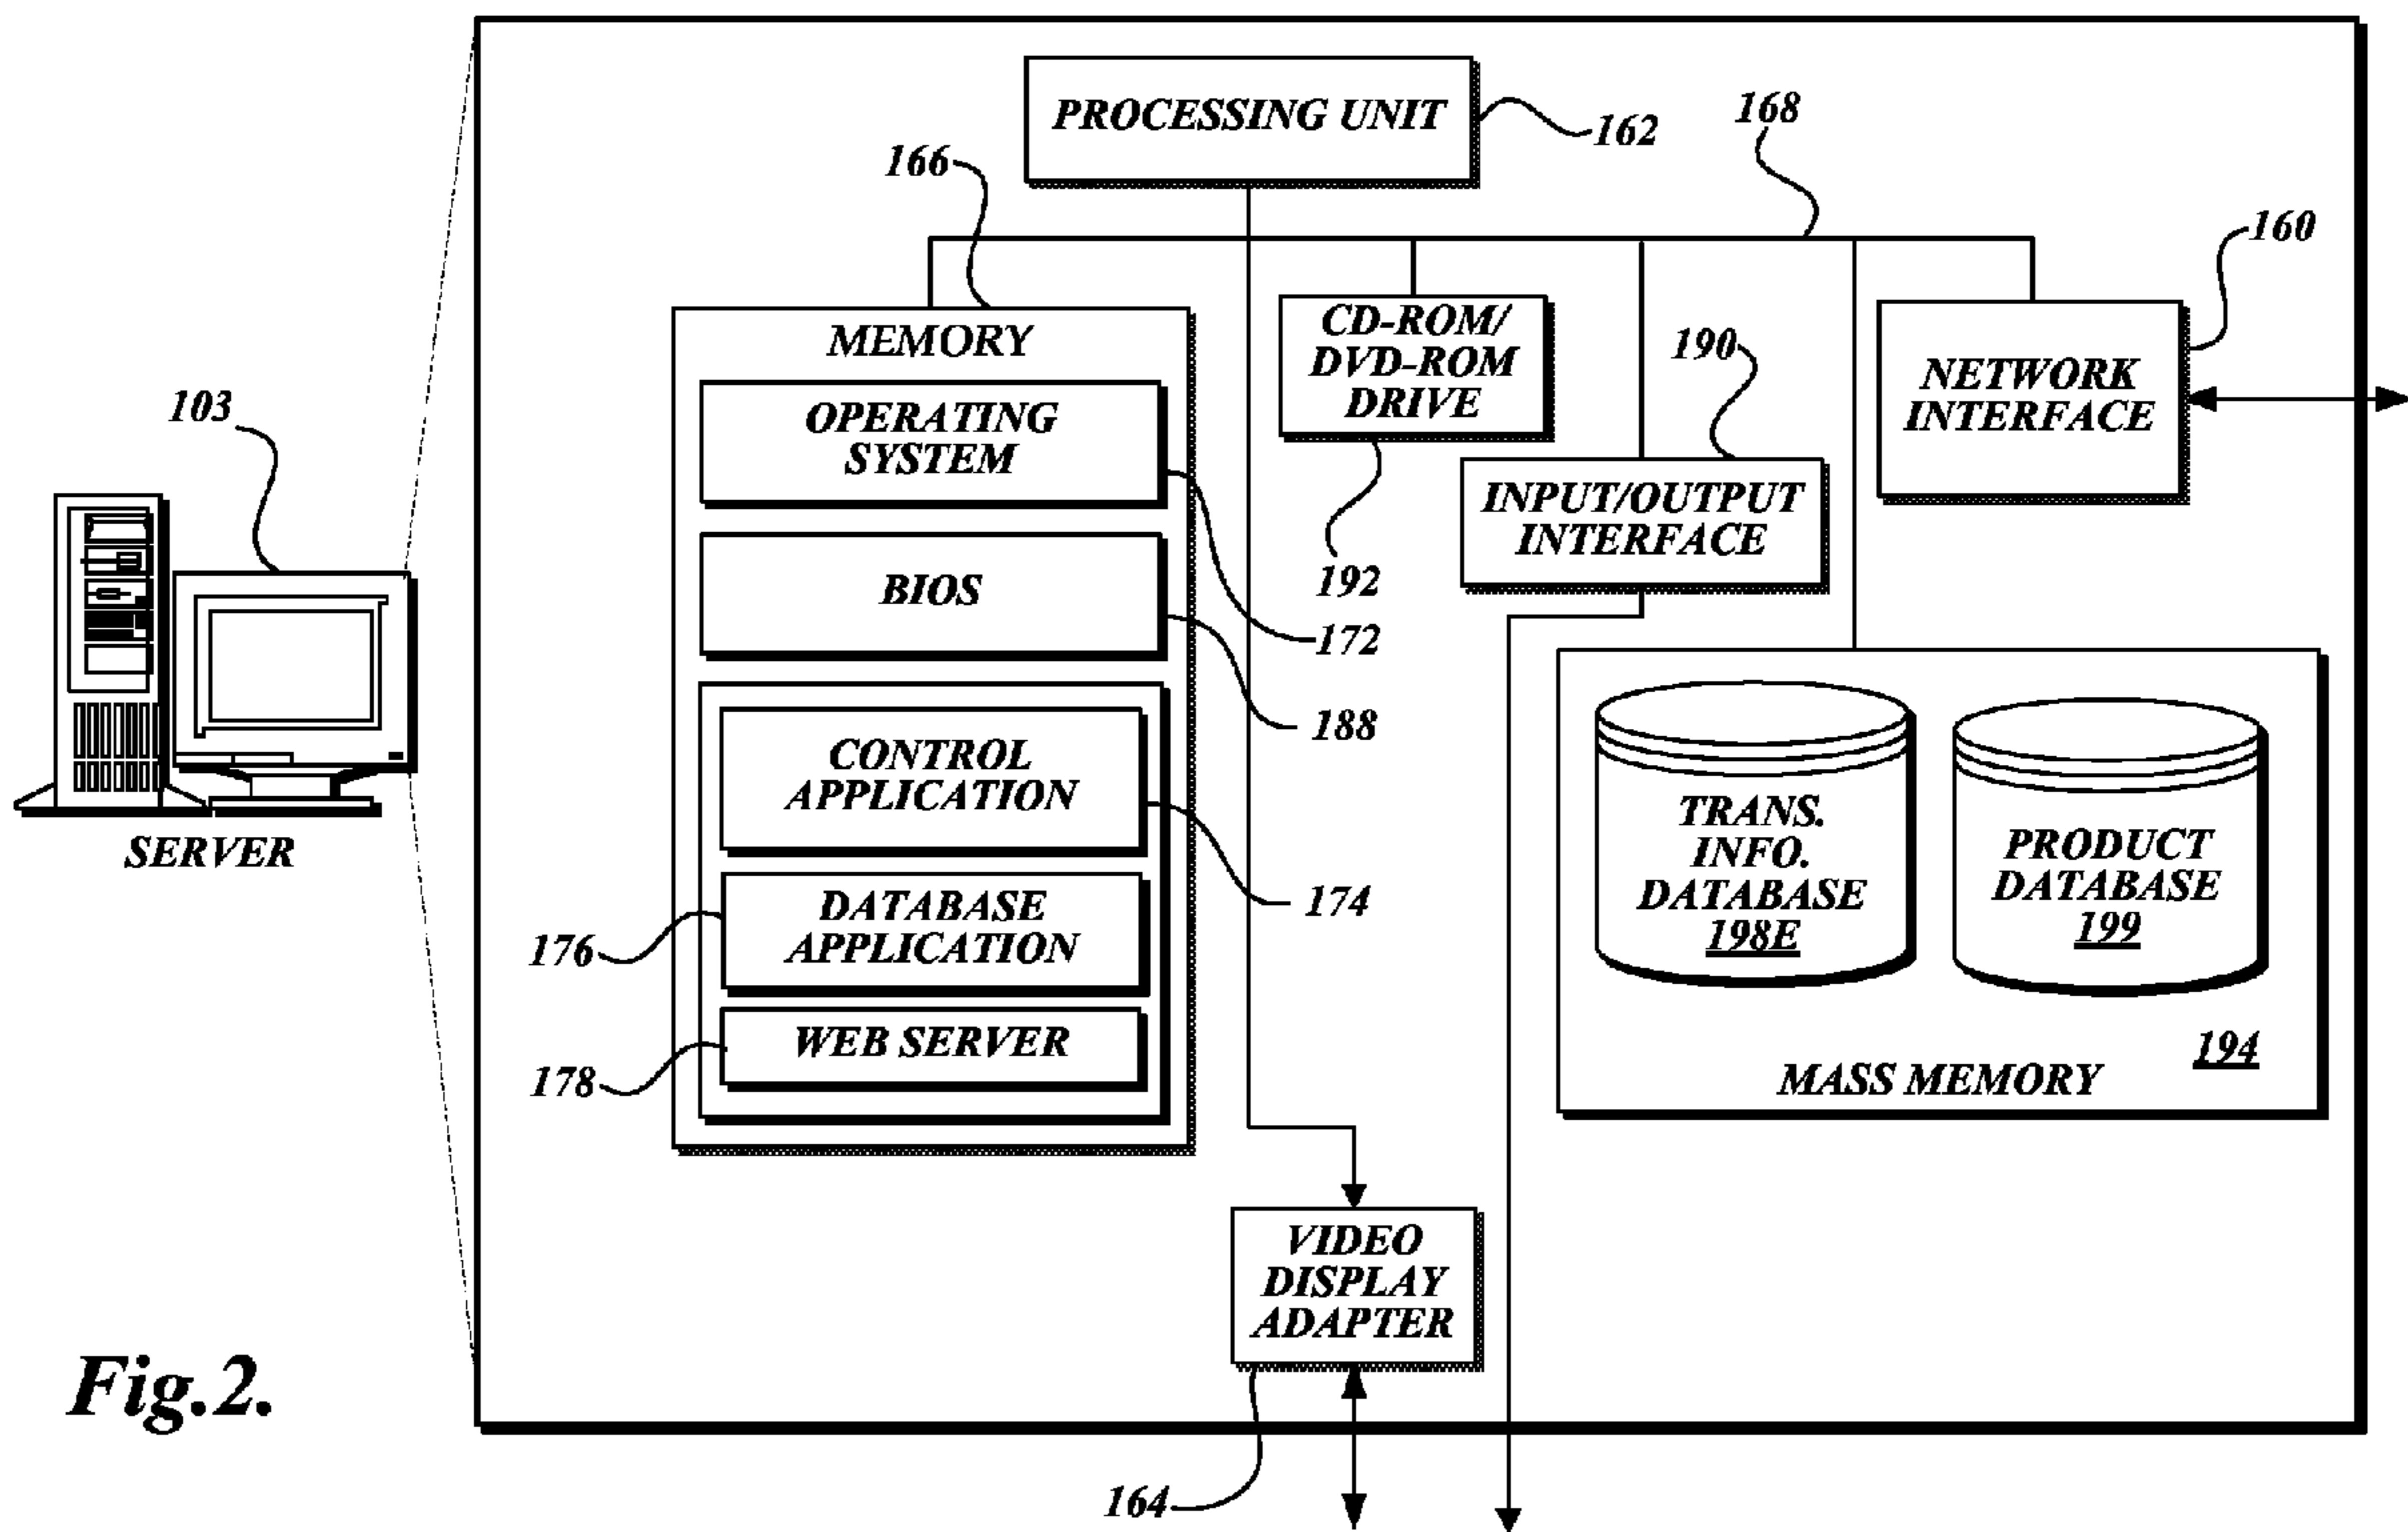 PROCESSING UNIT
162
168
166
160
MEMORY
CD-ROM/
DVD-ROM
DRIVE
190
NETWORK
INTERFACE
103
OPERATING
SYSTEM
INPUT/OUTPUT
INTERFACE
192
BIOS
172
188
CONTROL
APPLICATION
TRANS.
INFO.
DATABASE
198E
PRODUCT
DATABASE
199
SERVER
174
DATABASE
APPLICATION
176
WEB SERVER
178
194
MASS MEMORY
VIDEO
DISPLAY
ADAPTER
Fig.2.
164